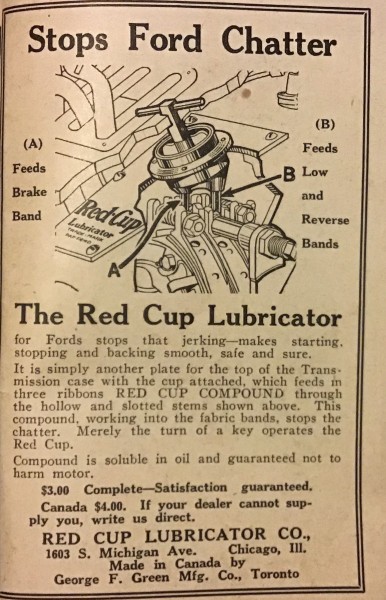 Stops Ford Chatter
(A)
Feeds
Brake
Band
(B)
Feeds
Low
and
Reverse
Bands
B
A
Red-Cup
Lubricator
TRADE-MARK
The Red Cup Lubricator
for Fords stops that jerking—makes starting,
stopping and backing smooth, safe and sure.
It is simply another plate for the top of the Trans-
mission case with the cup attached, which feeds in
three ribbons RED CUP COMPOUND through
the hollow and slotted stems shown above. This
compound, working into the fabric bands, stops the
chatter. Merely the turn of a key operates the
Red Cup.
Compound is soluble in oil and guaranteed not to
harm motor.
$3.00 Complete—Satisfaction guaranteed.
Canada $4.00. If your dealer cannot sup-
ply you, write us direct.
RED CUP LUBRICATOR CO.,
1603 S. Michigan Ave. Chicago, Ill.
Made in Canada by
George F. Green Mfg. Co., Toronto